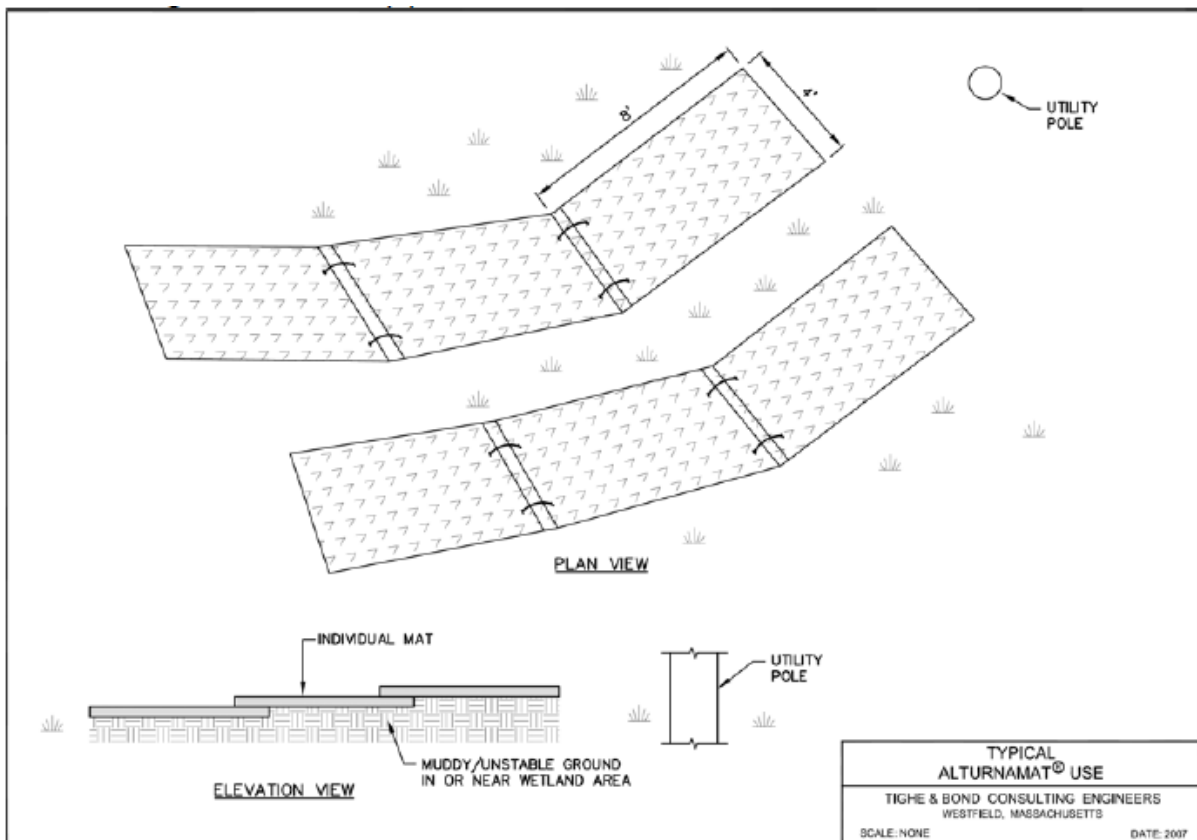 8'
4'
UTILITY
POLE
PLAN VIEW
INDIVIDUAL MAT
UTILITY
POLE
MUDDY/UNSTABLE GROUND
IN OR NEAR WETLAND AREA
ELEVATION VIEW
TYPICAL
ALTURNAMAT® USE
TIGHE & BOND CONSULTING ENGINEERS
WESTFIELD, MASSACHUSETTS
SCALE: NONE DATE: 2007